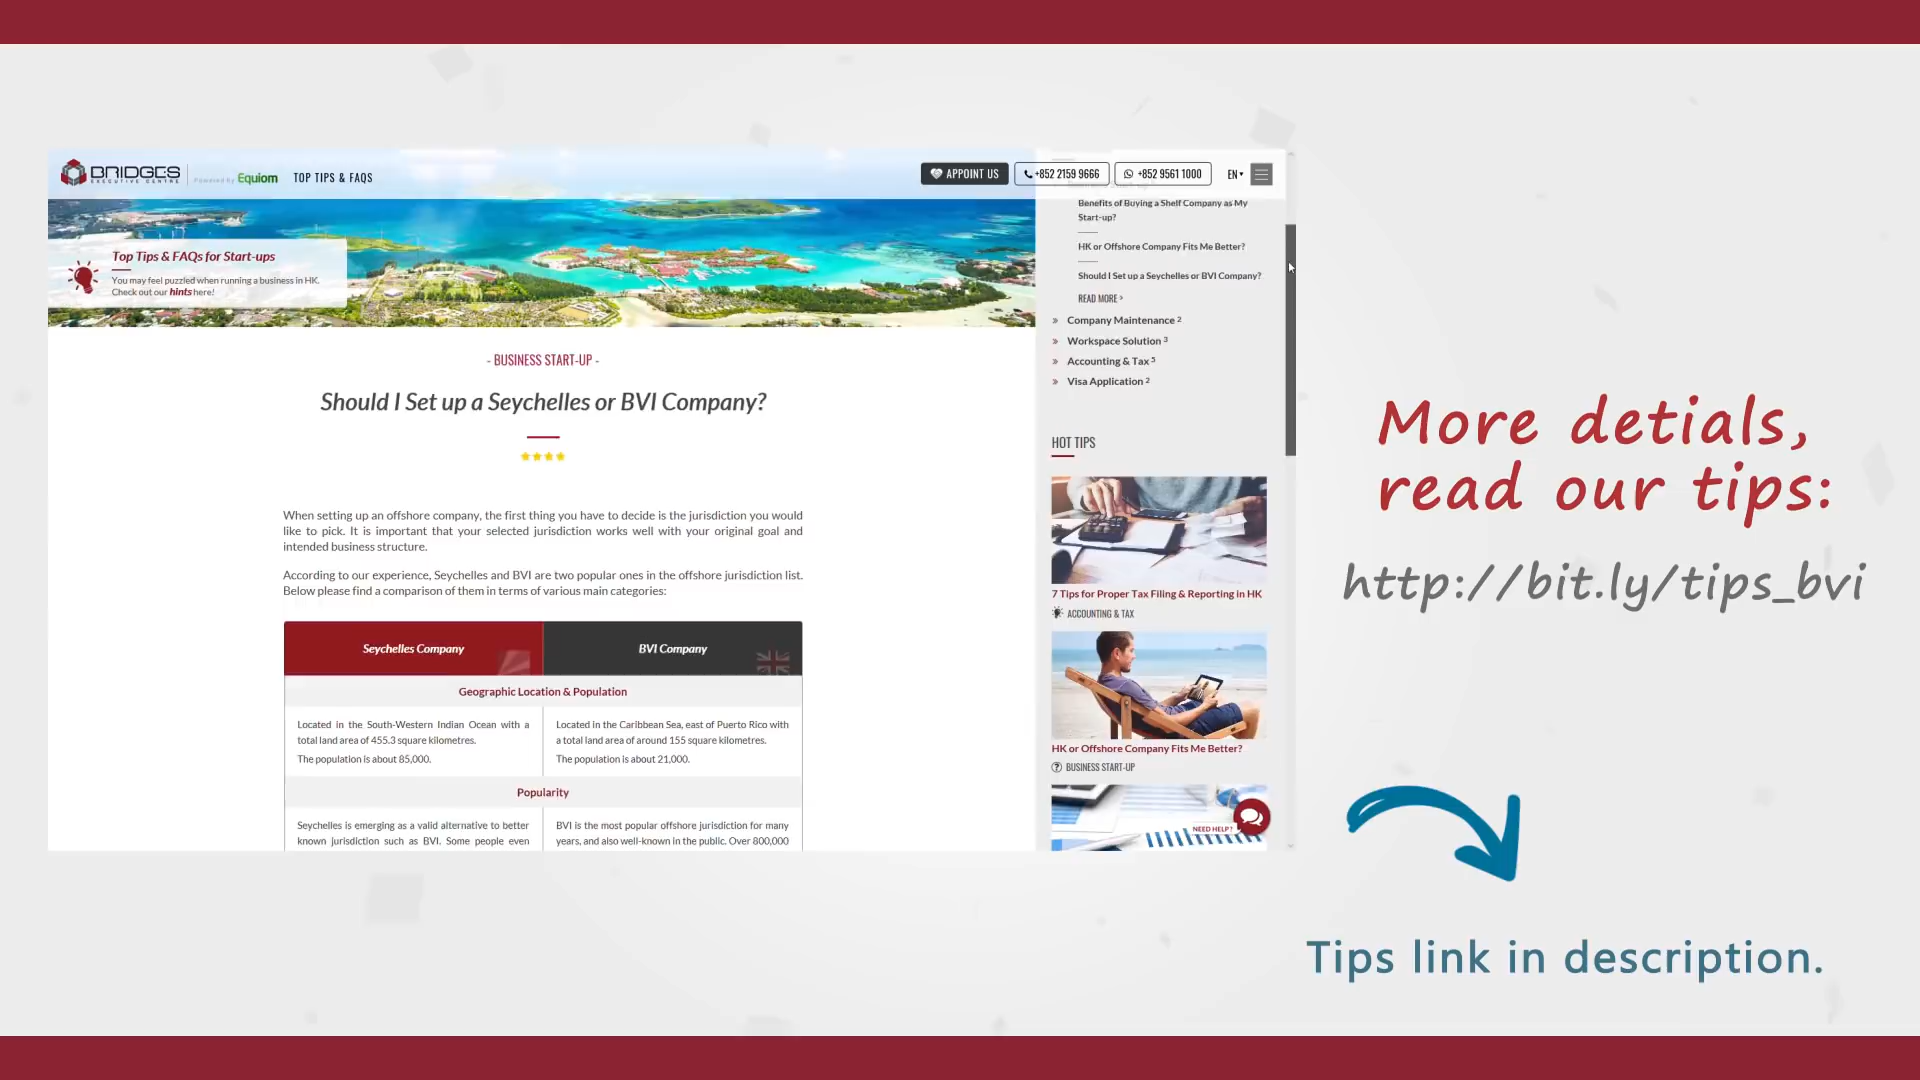 BRIDGES
EXECUTIVE CENTRE
Powered by Equiom
TOP TIPS & FAQS
APPOINT US
+852 2159 9666
+852 9561 1000
EN
Top Tips & FAQs for Start-ups
You may feel puzzled when running a business in HK.
Check out our hints here!
- BUSINESS START-UP -
Should I Set up a Seychelles or BVI Company?
When setting up an offshore company, the first thing you have to decide is the jurisdiction you would
like to pick. It is important that your selected jurisdiction works well with your original goal and
intended business structure.
According to our experience, Seychelles and BVI are two popular ones in the offshore jurisdiction list.
Below please find a comparison of them in terms of various main categories:
Seychelles Company
BVI Company
Geographic Location & Population
Located in the South-Western Indian Ocean with a
total land area of 455.3 square kilometres.
The population is about 85,000.
Located in the Caribbean Sea, east of Puerto Rico with
a total land area of around 155 square kilometres.
The population is about 21,000.
Popularity
Seychelles is emerging as a valid alternative to better
known jurisdiction such as BVI. Some people even
BVI is the most popular offshore jurisdiction for many
years, and also well-known in the public. Over 800,000
Benefits of Buying a Shelf Company as My
Start-up?
HK or Offshore Company Fits Me Better?
Should I Set up a Seychelles or BVI Company?
READ MORE >
» Company Maintenance 2
» Workspace Solution 3
» Accounting & Tax 5
» Visa Application 2
HOT TIPS
7 Tips for Proper Tax Filing & Reporting in HK
ACCOUNTING & TAX
HK or Offshore Company Fits Me Better?
BUSINESS START-UP
NEED HELP?
More detials,
read our tips:
http://bit.ly/tips_bvi
Tips link in description.